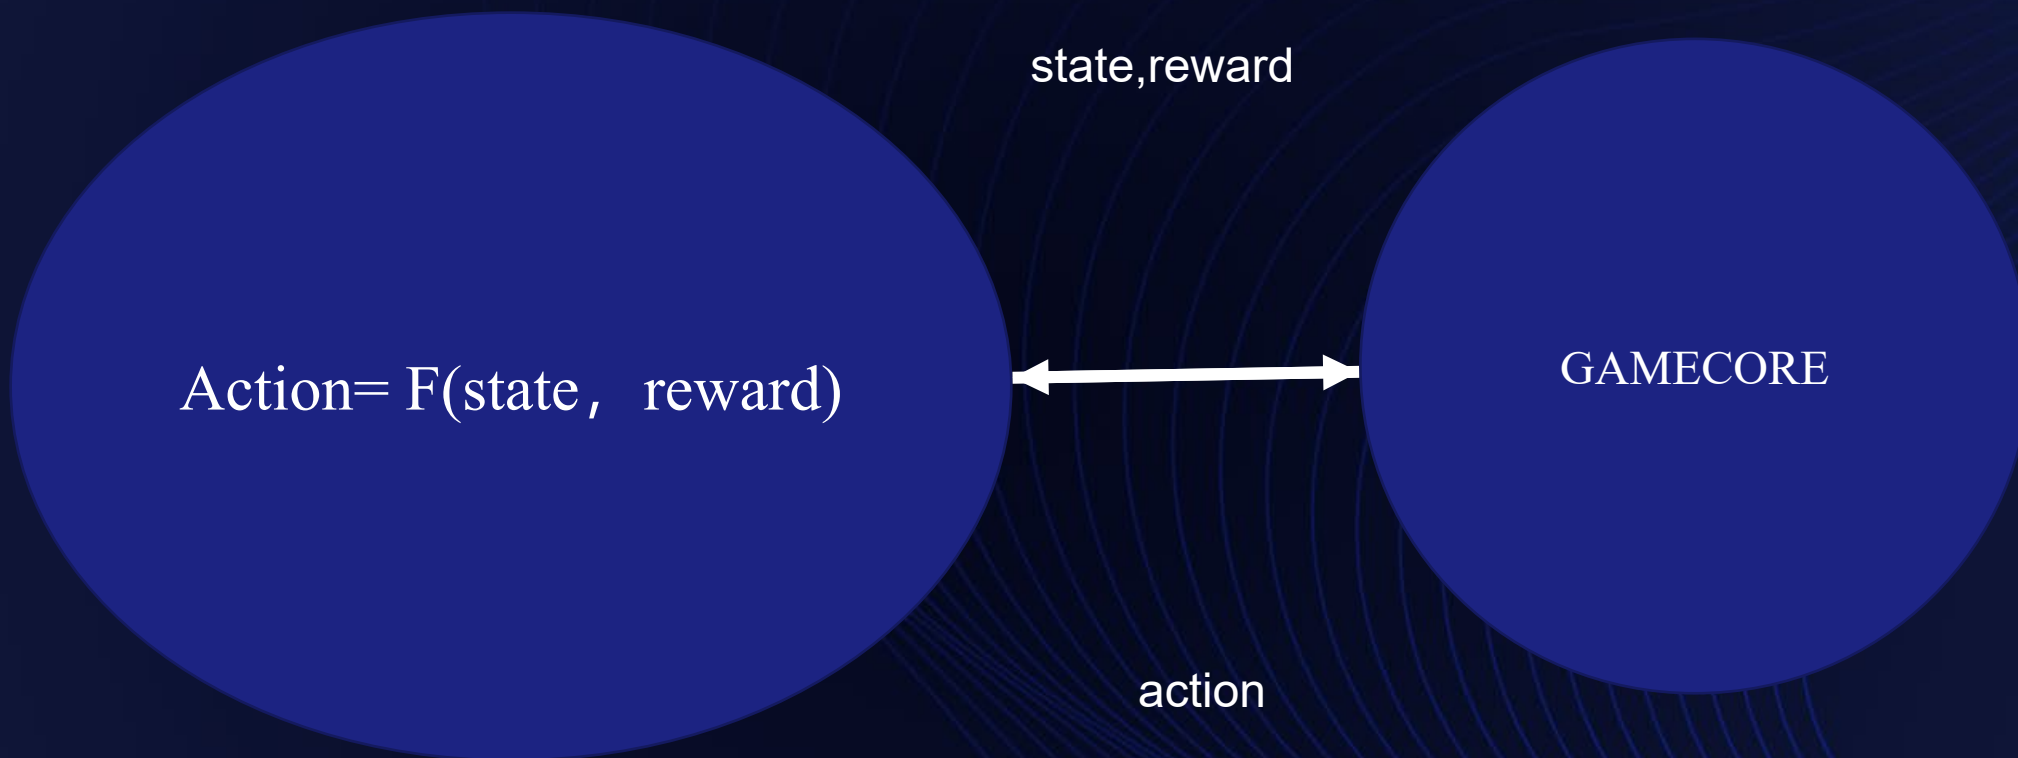 state,reward
Action= F(state，reward)
GAMECORE
action